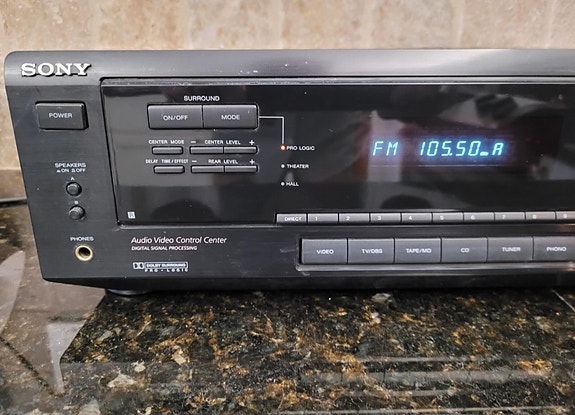 SONY
POWER
SURROUND
ON/OFF MODE
CENTER MODE − CENTER LEVEL +
DELAY TIME/EFFECT − REAR LEVEL +
PRO LOGIC
THEATER
HALL
FM 105.50 A
SPEAKERS
ON OFF
A
B
PHONES
DIRECT 1 2 3 4 5 6 7 8 9
Audio Video Control Center
DIGITAL SIGNAL PROCESSING
DOLBY SURROUND
PRO · LOGIC
VIDEO TV/DBS TAPE/MD CD TUNER PHONO